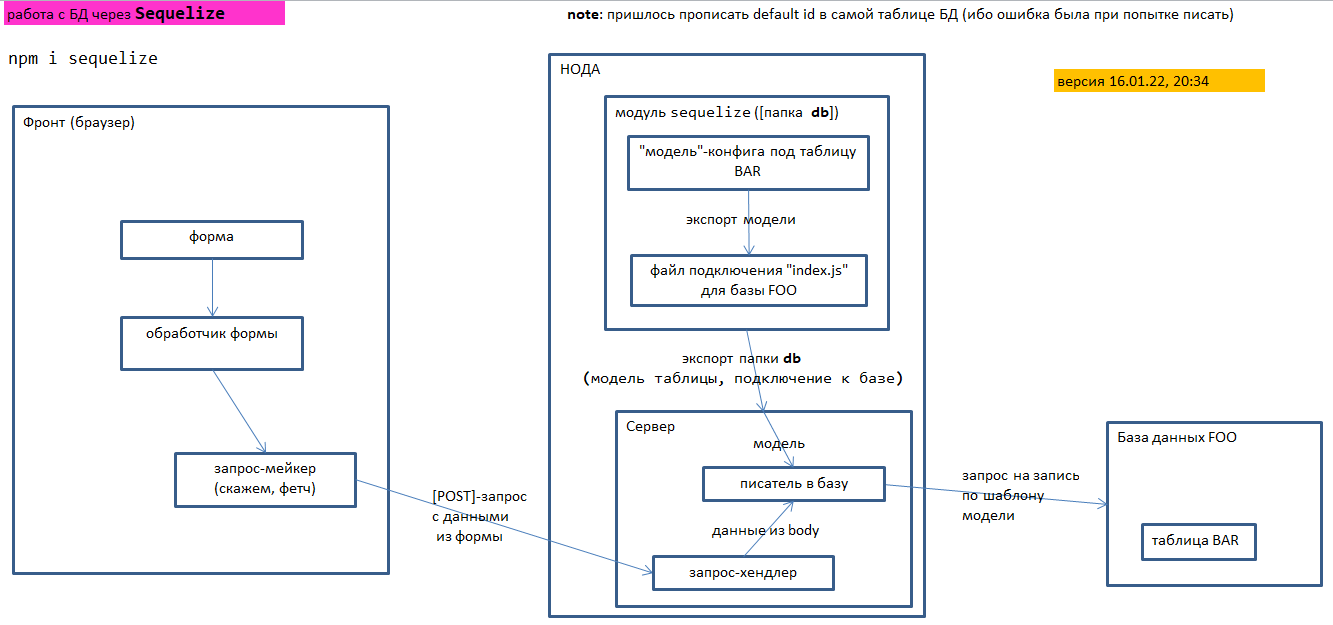 работа с БД через Sequelize
note: пришлось прописать default id в самой таблице БД (ибо ошибка была при попытке писать)
npm i sequelize
версия 16.01.22, 20:34
Фронт (браузер)
форма
обработчик формы
запрос-мейкер
(скажем, фетч)
[POST]-запрос
с данными
из формы
НОДА
модуль sequelize ([папка db])
"модель"-конфига под таблицу
BAR
экспорт модели
файл подключения "index.js"
для базы FOO
экспорт папки db
(модель таблицы, подключение к базе)
Сервер
модель
писатель в базу
данные из body
запрос-хендлер
запрос на запись
по шаблону
модели
База данных FOO
таблица BAR